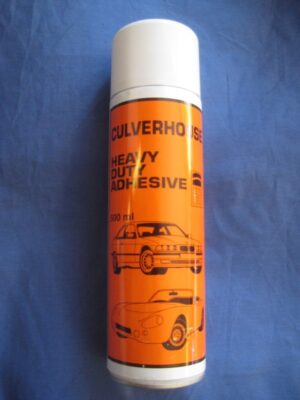 CULVERHOUSE
HEAVY
DUTY
ADHESIVE
500 ml